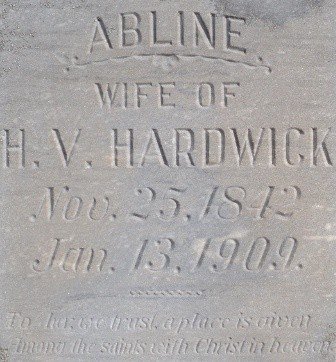 ABLINE
WIFE OF
H. V. HARDWICK
Nov. 25, 1842
Jan. 13, 1909.
To her, we trust, a place is given
Among the saints with Christ in heaven